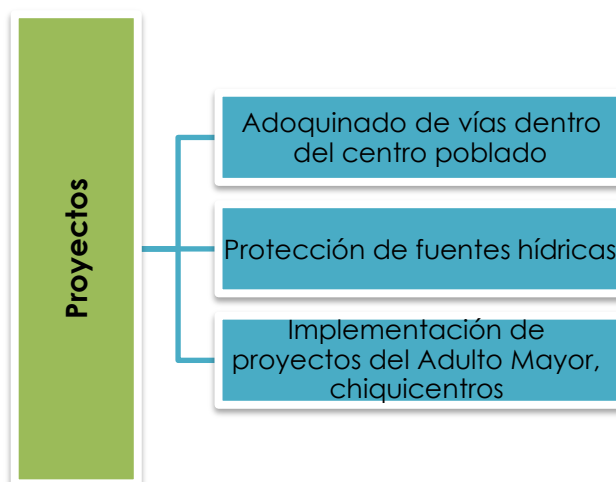 Proyectos
Adoquinado de vías dentro
del centro poblado
Protección de fuentes hídricas
Implementación de
proyectos del Adulto Mayor,
chiquicentros